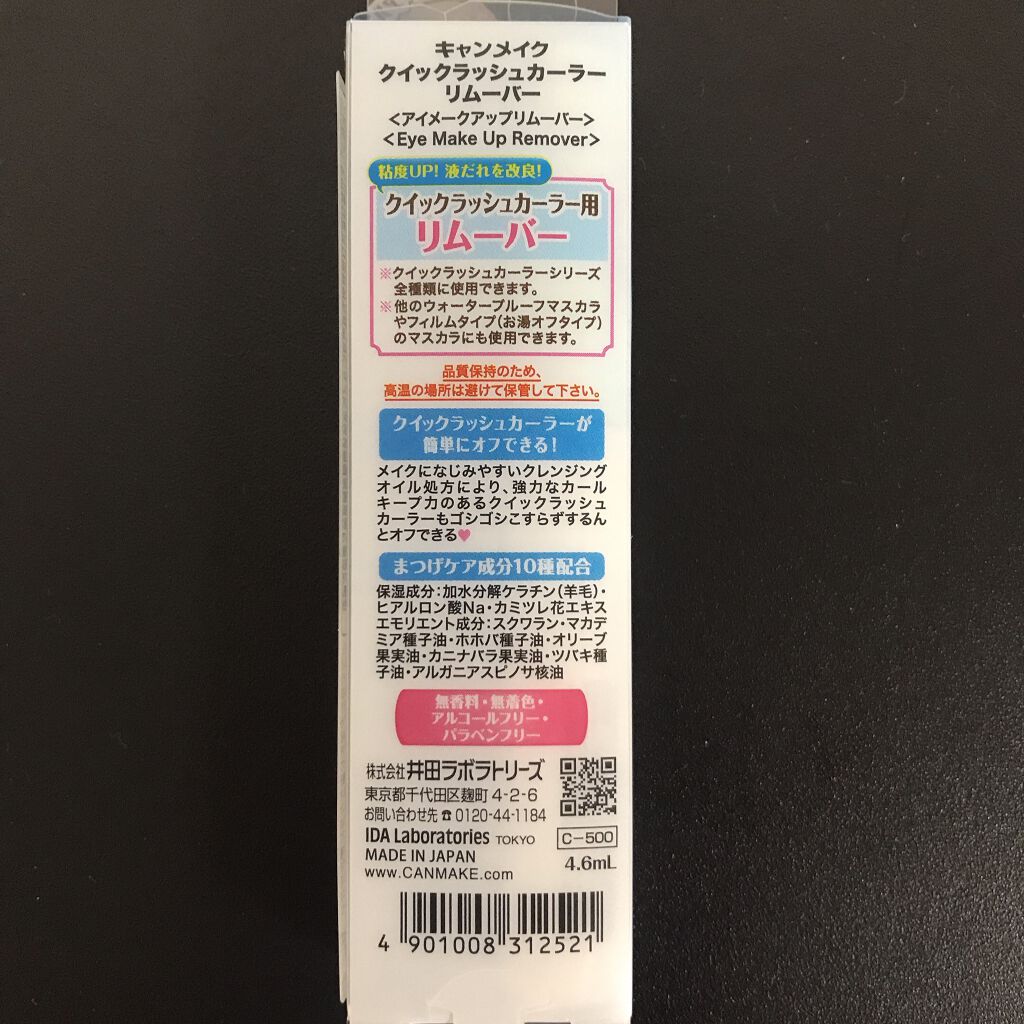 キャンメイク
クイックラッシュカーラー
リムーバー
<アイメークアップリムーバー>
<Eye Make Up Remover>
粘度UP! 液だれを改良!
クイックラッシュカーラー用
リムーバー
※クイックラッシュカーラーシリーズ
全種類に使用できます。
※他のウォータープルーフマスカラ
やフィルムタイプ(お湯オフタイプ)
のマスカラにも使用できます。
品質保持のため、
高温の場所は避けて保管して下さい。
クイックラッシュカーラーが
簡単にオフできる!
メイクになじみやすいクレンジング
オイル処方により、強力なカール
キープ力のあるクイックラッシュ
カーラーもゴシゴシこすらずするん
とオフできる♥
まつげケア成分10種配合
保湿成分:加水分解ケラチン(羊毛)・
ヒアルロン酸Na・カミツレ花エキス
エモリエント成分:スクワラン・マカデ
ミア種子油・ホホバ種子油・オリーブ
果実油・カニナバラ果実油・ツバキ種
子油・アルガニアスピノサ核油
無香料・無着色・
アルコールフリー・
パラベンフリー
株式会社 井田ラボラトリーズ
東京都千代田区麹町 4-2-6
お問い合わせ先 ☎ 0120-44-1184
IDA Laboratories TOKYO
C-500
MADE IN JAPAN
4.6mL
www.CANMAKE.com
4 901008 312521